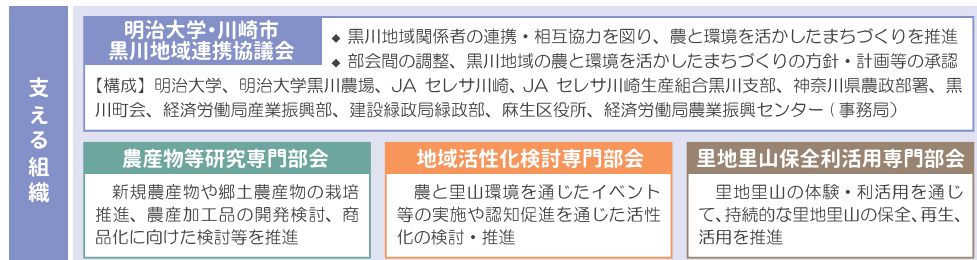 支える組織
明治大学・川崎市
黒川地域連携協議会
◆ 黒川地域関係者の連携・相互協力を図り、農と環境を活かしたまちづくりを推進
◆ 部会間の調整、黒川地域の農と環境を活かしたまちづくりの方針・計画等の承認
【構成】明治大学、明治大学黒川農場、JA セレサ川崎、JA セレサ川崎生産組合黒川支部、神奈川県農政部署、黒
川町会、経済労働局産業振興部、建設緑政局緑政部、麻生区役所、経済労働局農業振興センター ( 事務局）
農産物等研究専門部会
新規農産物や郷土農産物の栽培
推進、農産加工品の開発検討、商
品化に向けた検討等を推進
地域活性化検討専門部会
農と里山環境を通じたイベント
等の実施や認知促進を通じた活性
化の検討・推進
里地里山保全利活用専門部会
里地里山の体験・利活用を通じ
て、持続的な里地里山の保全、再生、
活用を推進